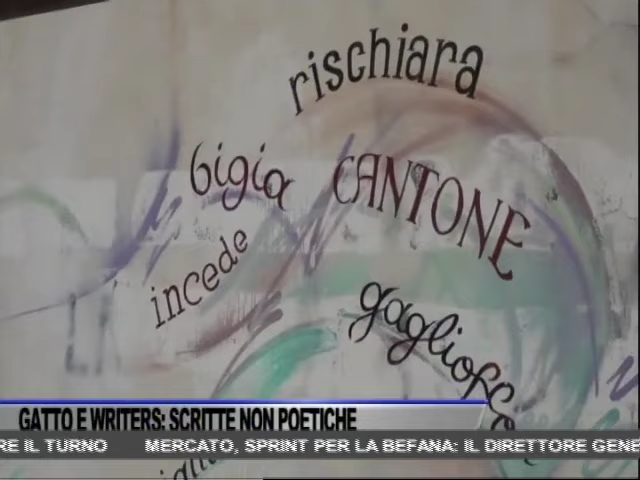 rischiara
bigia
CANTONE
incede
gaglioffo
GATTO E WRITERS: SCRITTE NON POETICHE
RE IL TURNO MERCATO, SPRINT PER LA BEFANA: IL DIRETTORE GENE